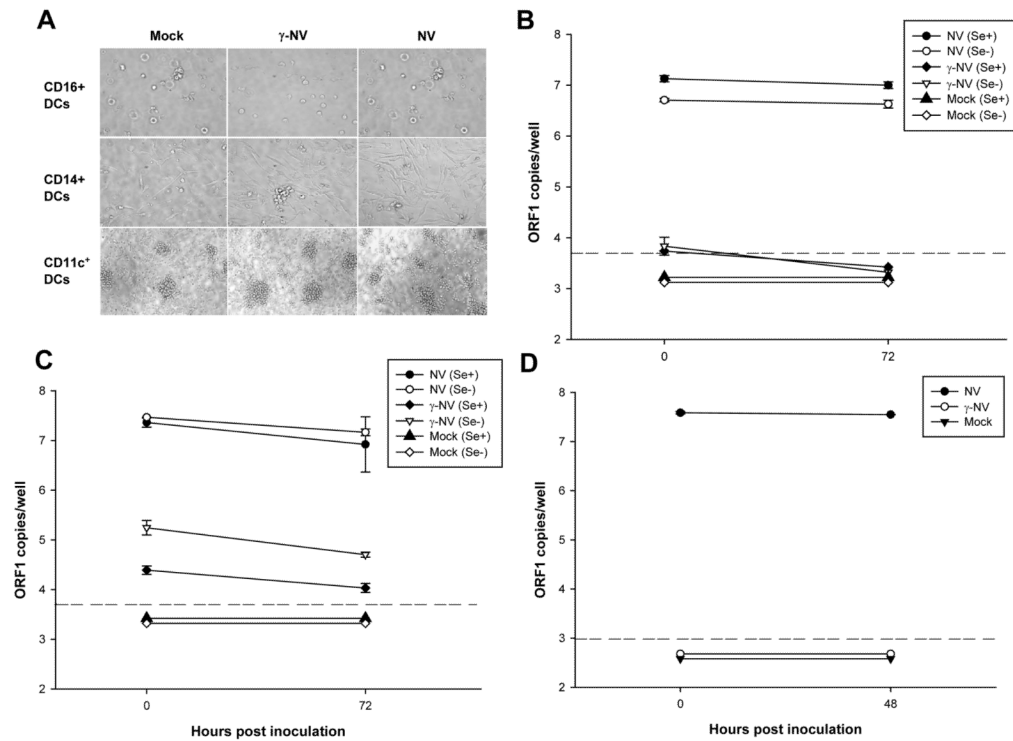 A
Mock γ-NV NV
CD16+
DCs
CD14+
DCs
CD11c⁺
DCs
B
NV (Se+)
NV (Se-)
γ-NV (Se+)
γ-NV (Se-)
Mock (Se+)
Mock (Se-)
8
7
6
5
4
3
2
ORF1 copies/well
0 72
C
NV (Se+)
NV (Se-)
γ-NV (Se+)
γ-NV (Se-)
Mock (Se+)
Mock (Se-)
8
7
6
5
4
3
2
ORF1 copies/well
0 72
Hours post inoculation
D
NV
γ-NV
Mock
8
7
6
5
4
3
2
ORF1 copies/well
0 48
Hours post inoculation